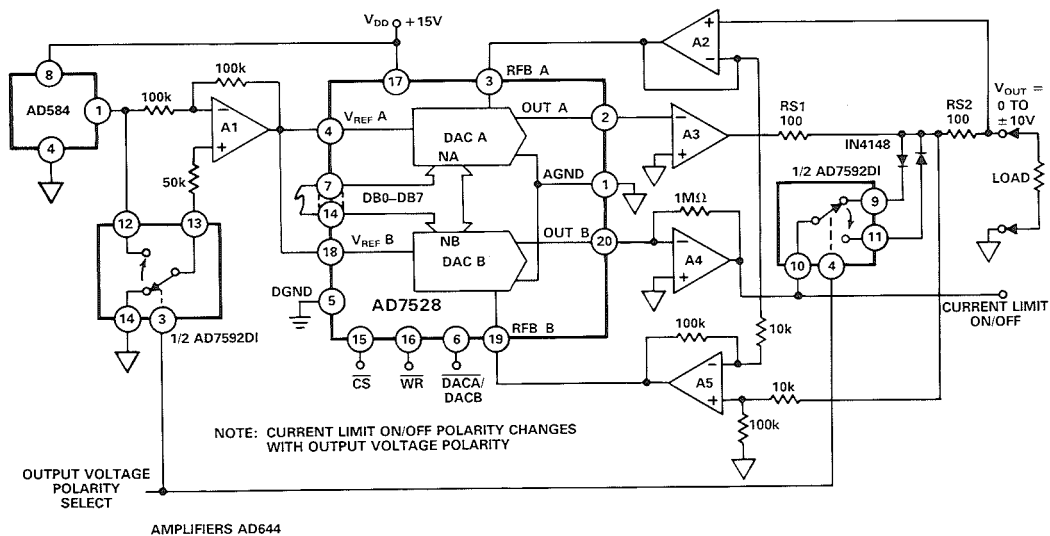 VDD +15V
8
AD584
1
4
100k
100k
A1
50k
12
13
14
3
1/2 AD7592DI
17
3
RFB A
4
VREF A
DAC A
NA
OUT A
2
7
DB0–DB7
14
AGND
1
18
VREF B
NB
DAC B
OUT B
20
DGND
5
AD7528
RFB B
15
16
6
19
CS
WR
DACA/
DACB
A2
A3
RS1
100
RS2
100
VOUT =
0 TO
±10V
IN4148
1/2 AD7592DI
9
11
10
4
LOAD
1MΩ
A4
CURRENT LIMIT
ON/OFF
100k
10k
A5
10k
100k
NOTE: CURRENT LIMIT ON/OFF POLARITY CHANGES
WITH OUTPUT VOLTAGE POLARITY
OUTPUT VOLTAGE
POLARITY
SELECT
AMPLIFIERS AD644